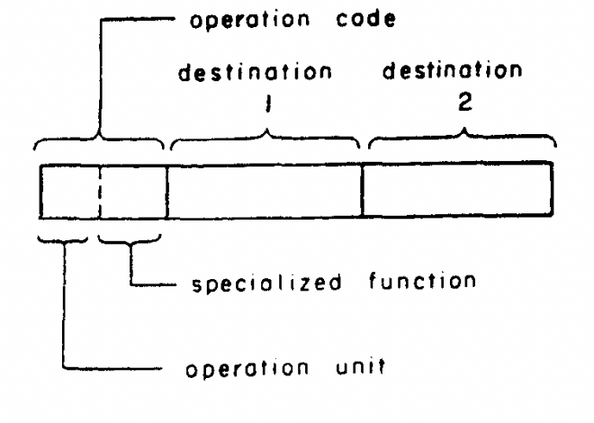 operation code
destination
1
destination
2
specialized function
operation unit